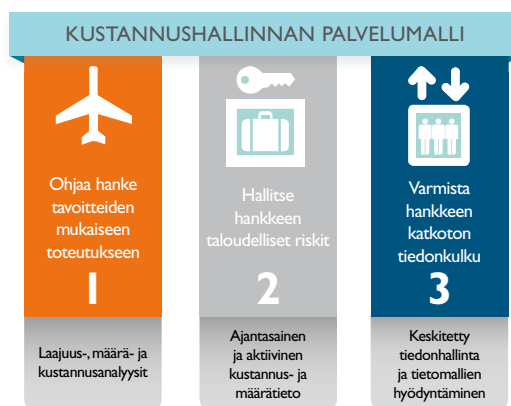 KUSTANNUSHALLINNAN PALVELUMALLI
Ohjaa hanke
tavoitteiden
mukaiseen
toteutukseen
1
Laajuus-, määrä- ja
kustannusanalyysit
Hallitse
hankkeen
taloudelliset riskit
2
Ajantasainen
ja aktiivinen
kustannus- ja
määrätieto
Varmista
hankkeen
katkoton
tiedonkulku
3
Keskitetty
tiedonhallinta
ja tietomallien
hyödyntäminen